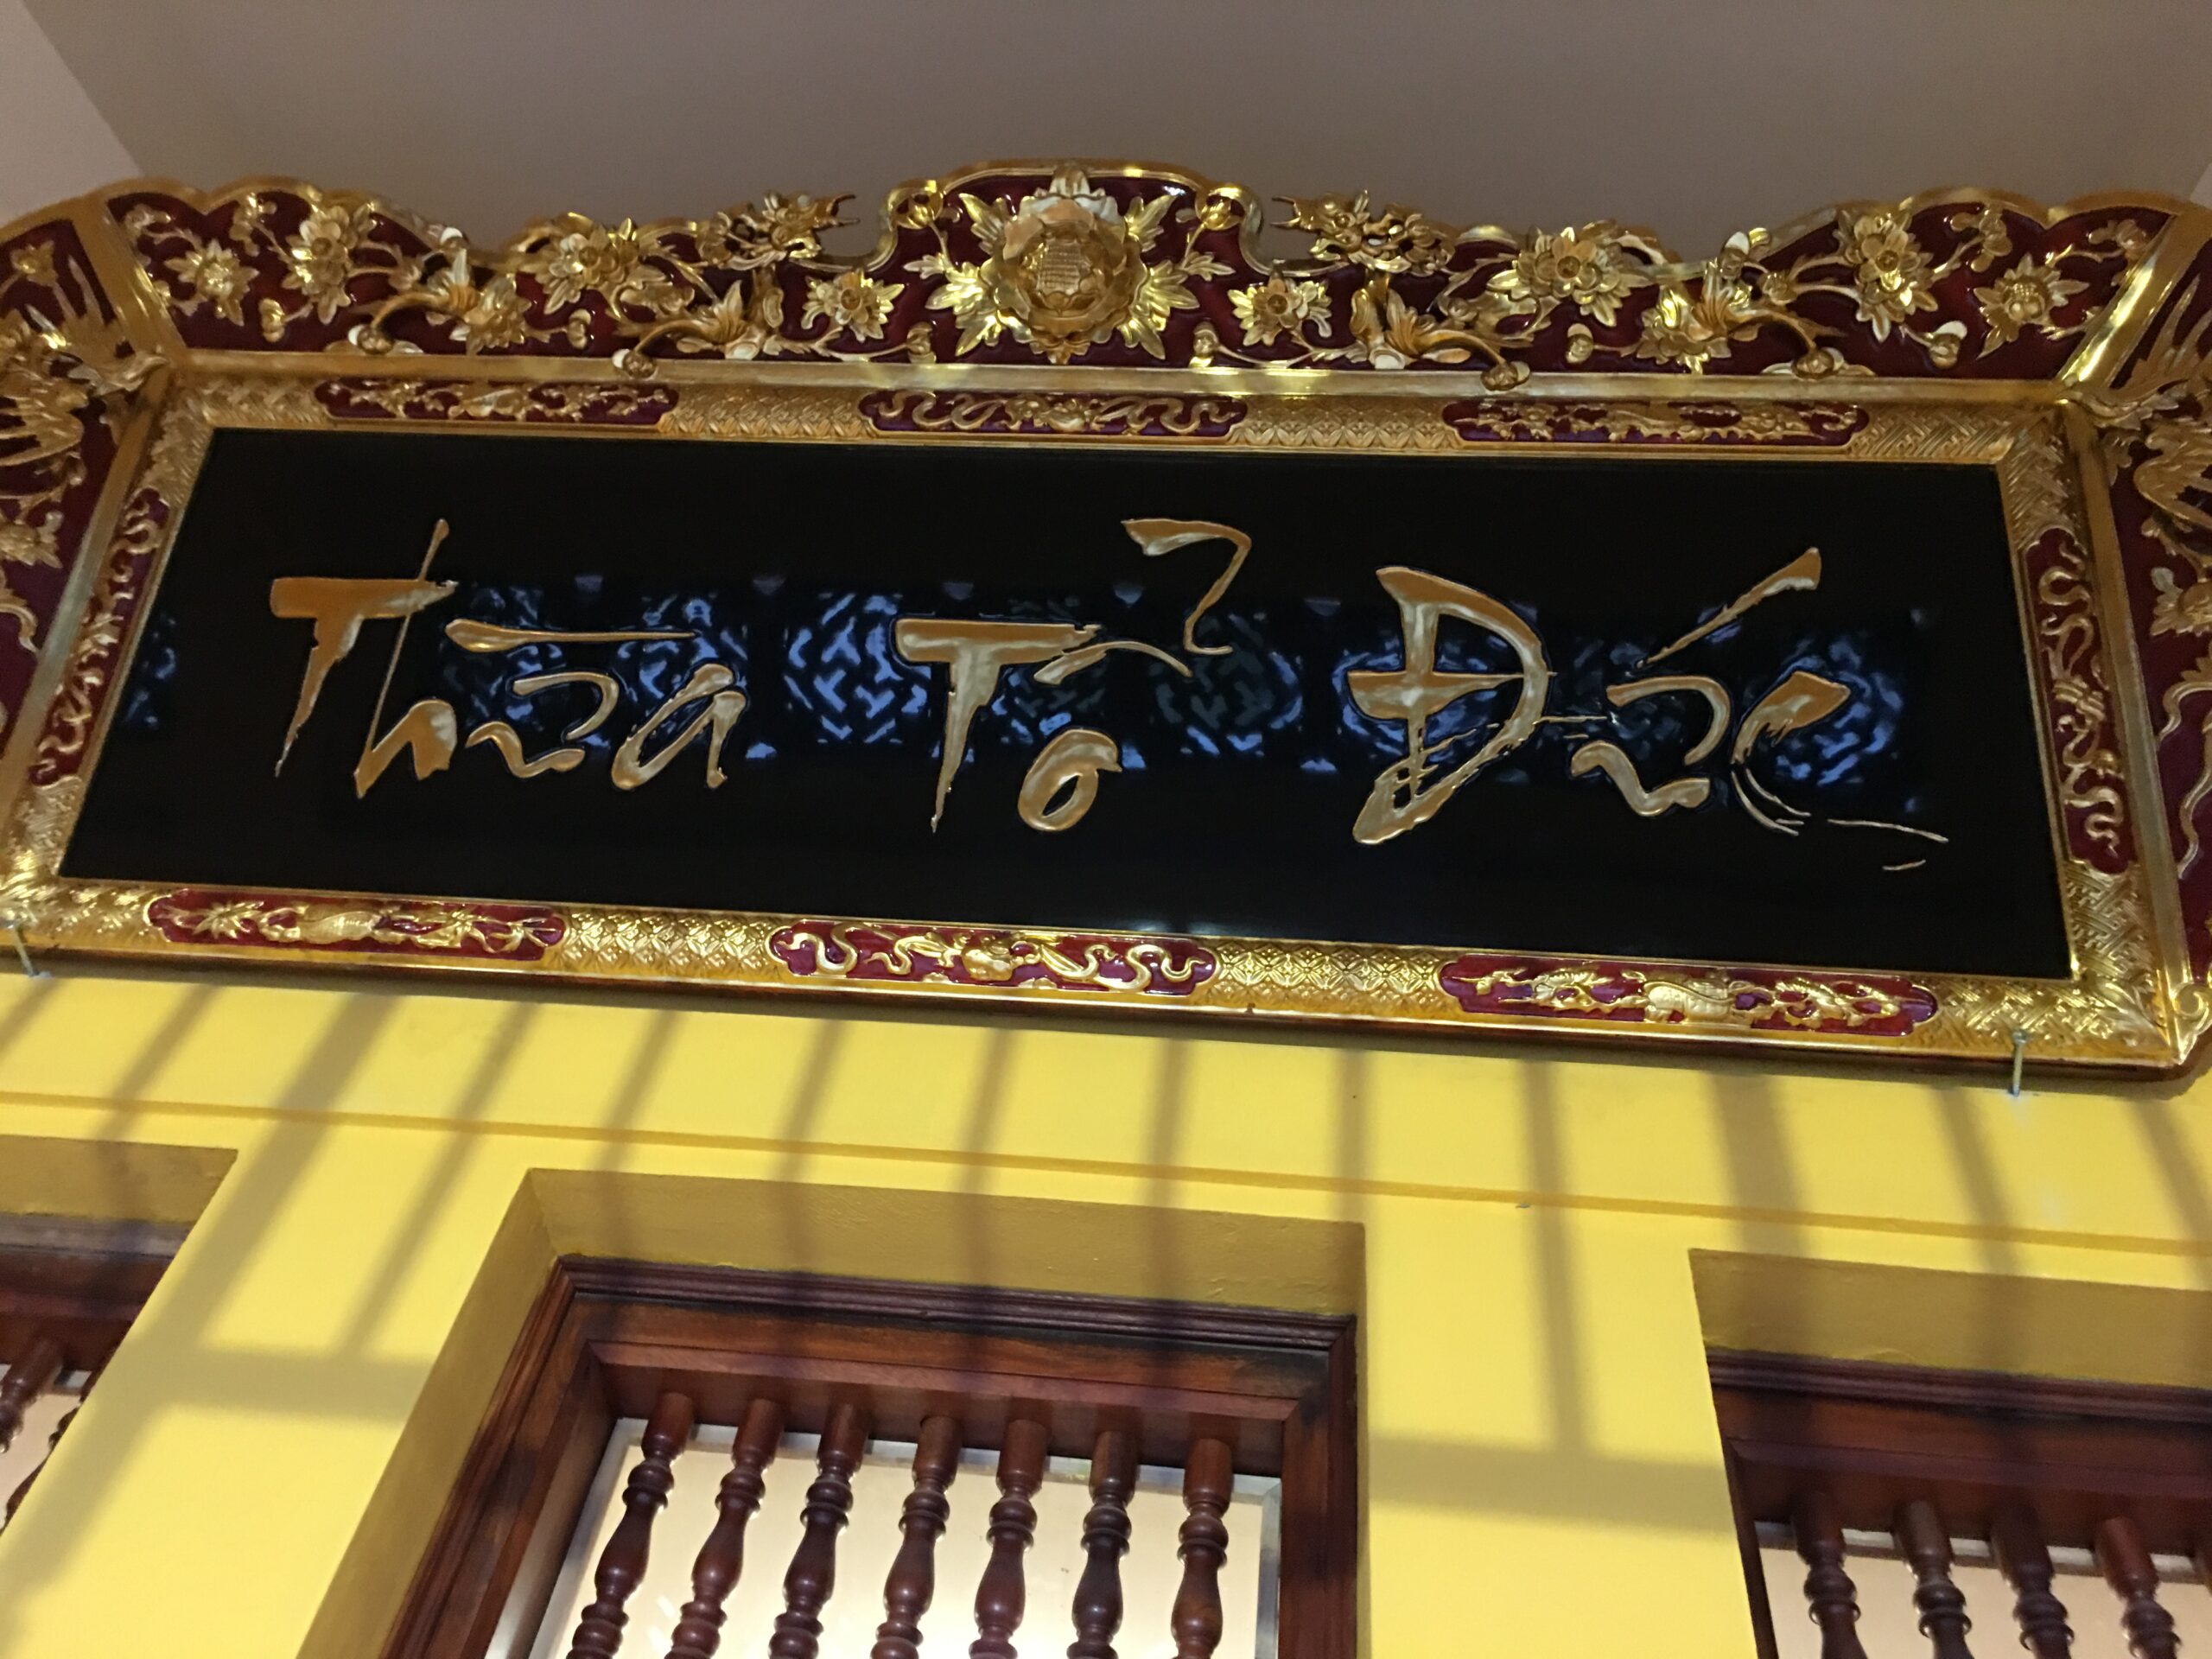 Thừa Tổ Đức